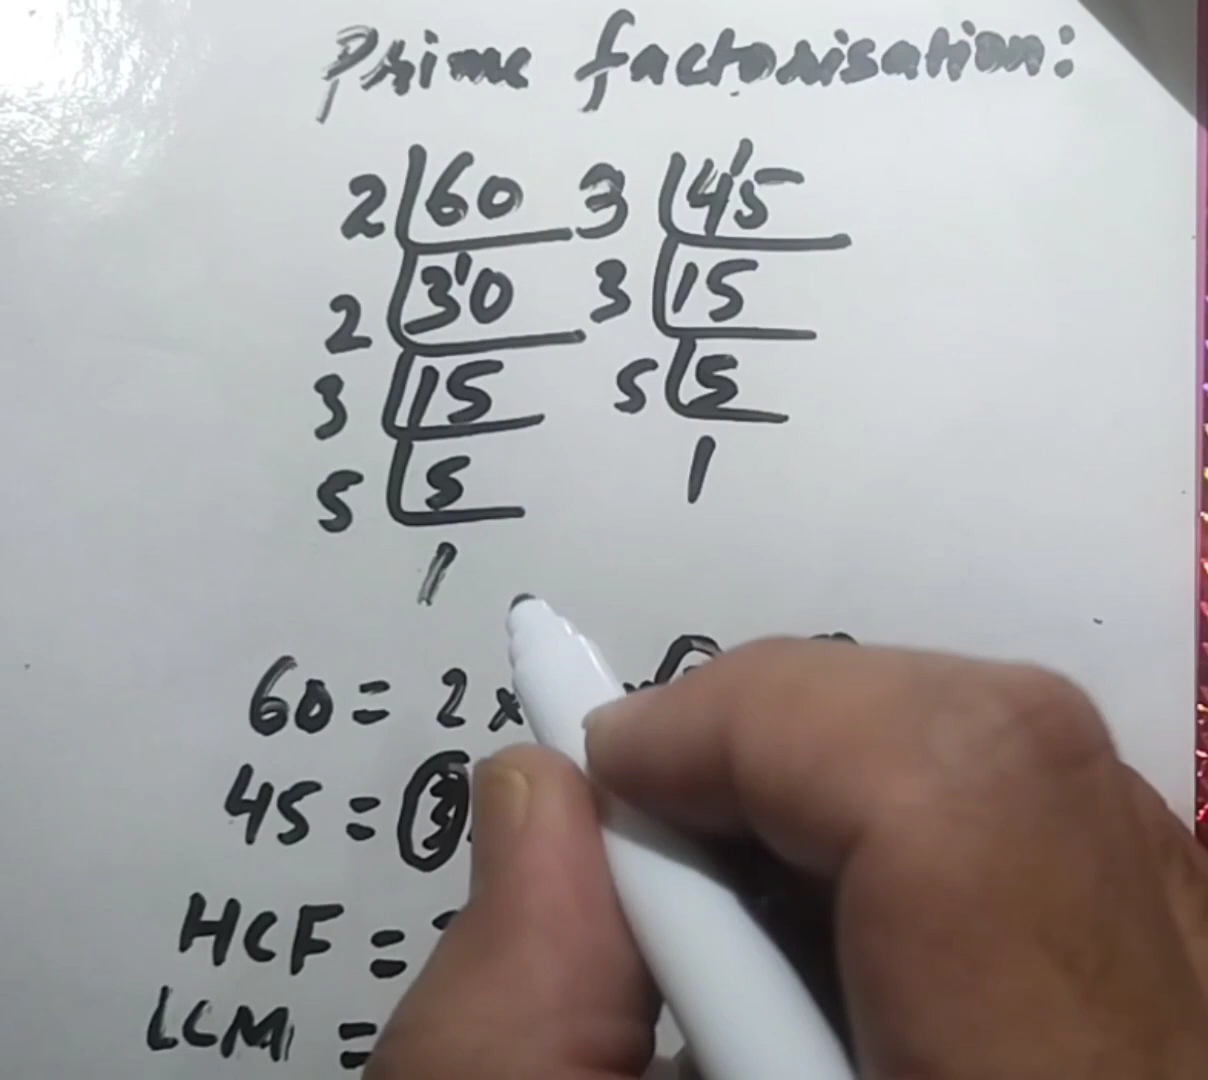 Prime factorisation:
2 60 3 45
2 30 3 15
3 15 5 5
5 5 1
1
60 = 2 ×
45 = 3
HCF =
LCM =